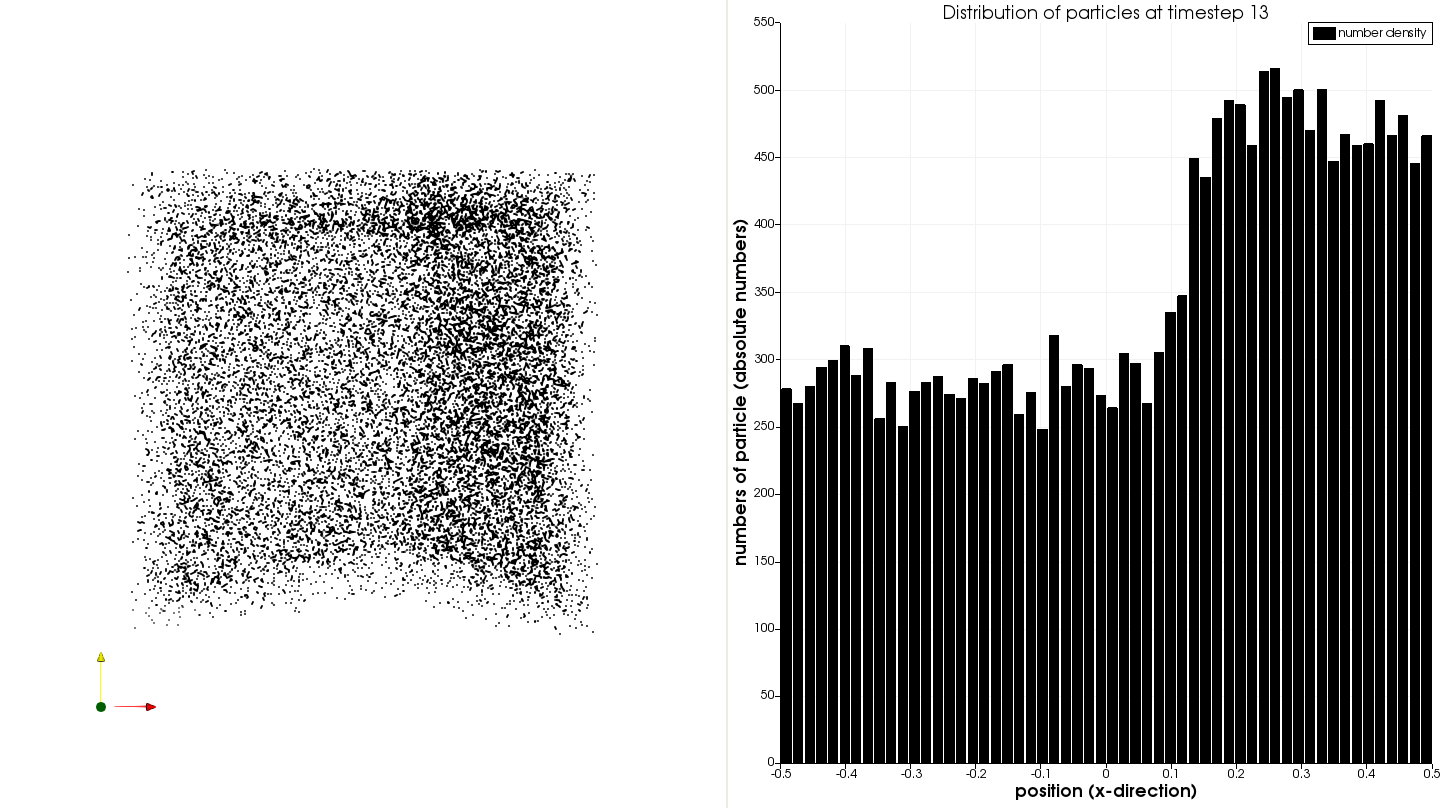 Distribution of particles at timestep 13
number density
550
500
450
400
350
300
250
200
150
100
50
0
numbers of particle (absolute numbers)
-0.5 -0.4 -0.3 -0.2 -0.1 0 0.1 0.2 0.3 0.4 0.5
position (x-direction)